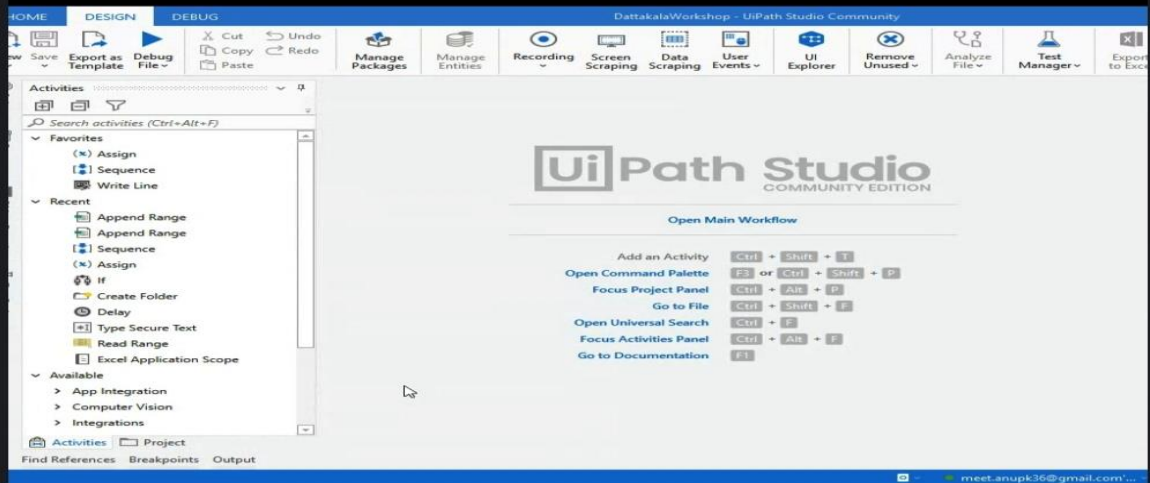 HOME DESIGN DEBUG
DattakalaWorkshop - UiPath Studio Community
Save
Export as Template
Debug File
Cut
Copy
Paste
Undo
Redo
Manage Packages
Manage Entities
Recording
Screen Scraping
Data Scraping
User Events
UI Explorer
Remove Unused
Analyze File
Test Manager
Activities
Search activities (Ctrl+Alt+F)
Favorites
Assign
Sequence
Write Line
Recent
Append Range
Append Range
Sequence
Assign
If
Create Folder
Delay
Type Secure Text
Read Range
Excel Application Scope
Available
App Integration
Computer Vision
Integrations
Activities Project
Find References Breakpoints Output
UiPath Studio
COMMUNITY EDITION
Open Main Workflow
Add an Activity Ctrl + Shift + T
Open Command Palette F3 or Ctrl + Shift + P
Focus Project Panel Ctrl + Alt + P
Go to File Ctrl + Shift + F
Open Universal Search Ctrl + F
Focus Activities Panel Ctrl + Alt + F
Go to Documentation F1
meet.anupk36@gmail.com'...